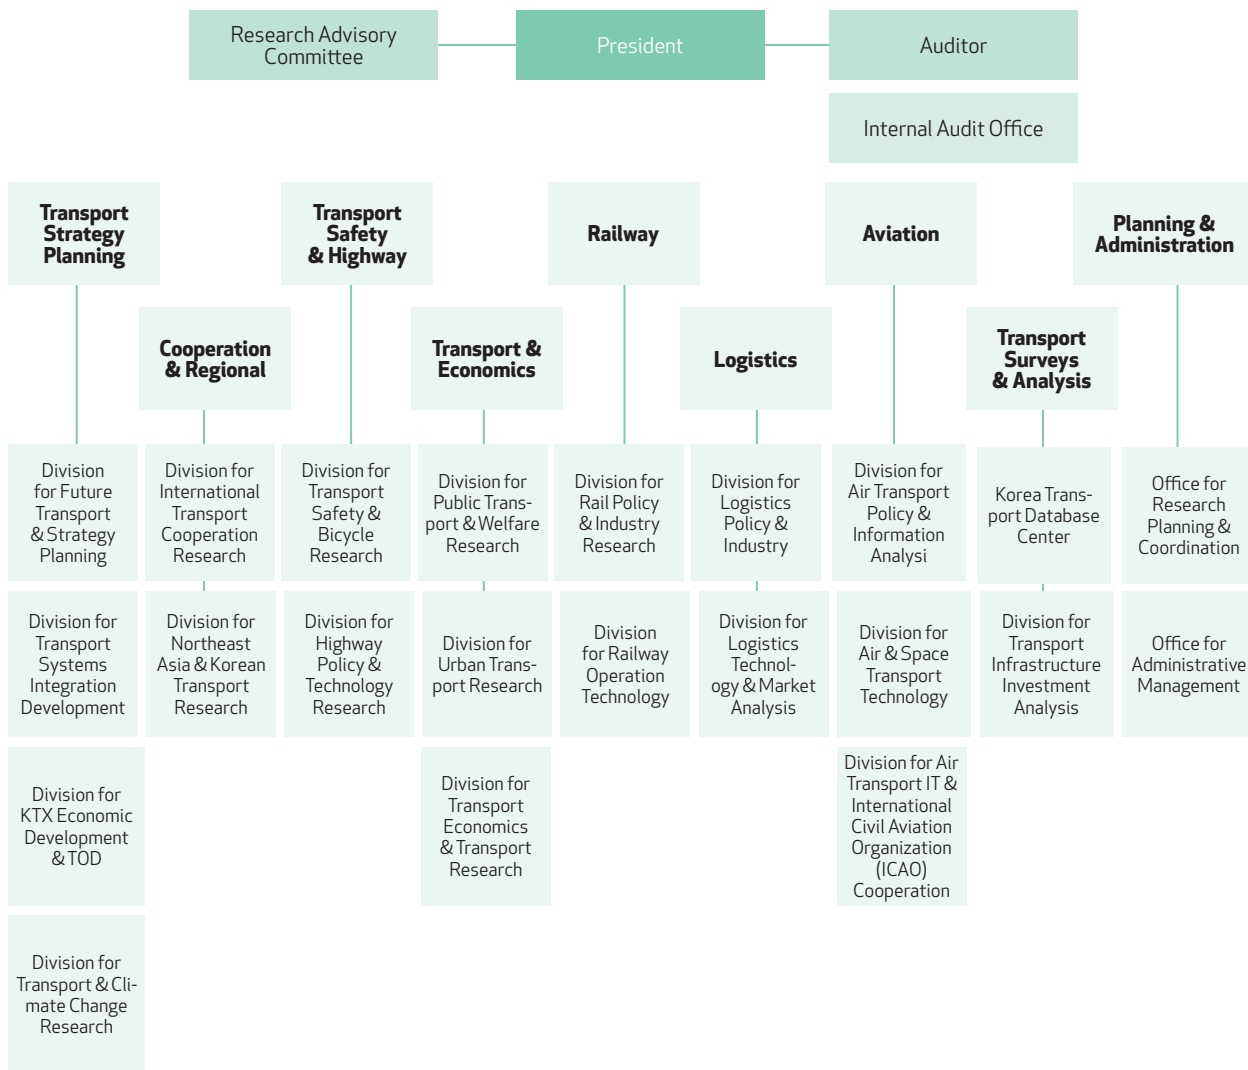 Research Advisory
Committee
President
Auditor
Internal Audit Office
Transport
Strategy
Planning
Transport
Safety
& Highway
Railway
Aviation
Planning &
Administration
Cooperation
& Regional
Transport &
Economics
Logistics
Transport
Surveys
& Analysis
Division
for Future
Transport
& Strategy
Planning
Division for
International
Transport
Cooperation
Research
Division for
Transport
Safety &
Bicycle
Research
Division for
Public Trans-
port & Welfare
Research
Division for
Rail Policy
& Industry
Research
Division for
Logistics
Policy &
Industry
Division for
Air Transport
Policy &
Information
Analysi
Korea Trans-
port Database
Center
Office for
Research
Planning &
Coordination
Division for
Transport
Systems
Integration
Development
Division for
Northeast
Asia & Korean
Transport
Research
Division for
Highway
Policy &
Technology
Research
Division for
Urban Trans-
port Research
Division
for Railway
Operation
Technology
Division for
Logistics
Technol-
ogy & Market
Analysis
Division for
Air & Space
Transport
Technology
Division for
Transport
Infrastructure
Investment
Analysis
Office for
Administrative
Management
Division for
KTX Economic
Development
& TOD
Division for
Transport
Economics
& Transport
Research
Division for Air
Transport IT &
International
Civil Aviation
Organization
(ICAO)
Cooperation
Division for
Transport & Cli-
mate Change
Research